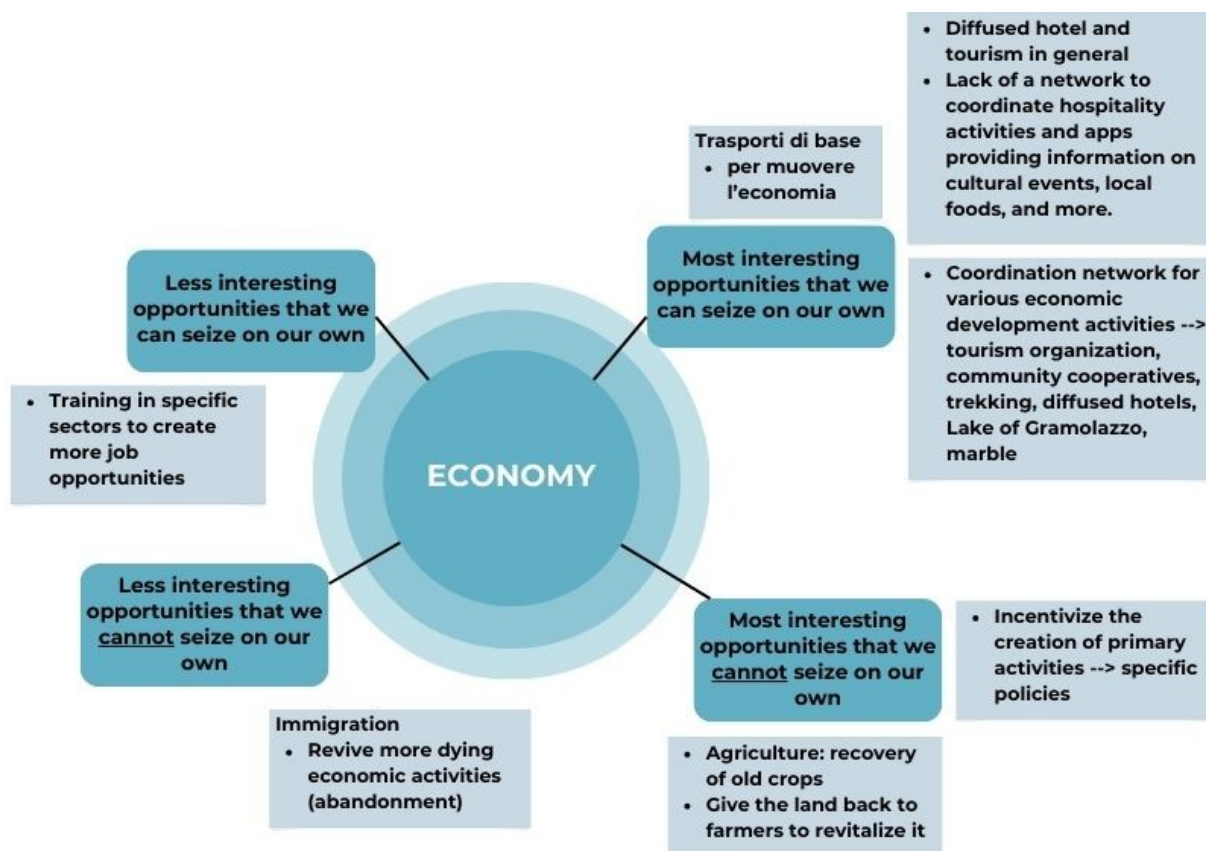 • Diffused hotel and
tourism in general
• Lack of a network to
coordinate hospitality
activities and apps
providing information on
cultural events, local
foods, and more.
Trasporti di base
• per muovere
l’economia
Less interesting
opportunities that we
can seize on our own
Most interesting
opportunities that we
can seize on our own
• Coordination network for
various economic
development activities -->
tourism organization,
community cooperatives,
trekking, diffused hotels,
Lake of Gramolazzo,
marble
• Training in specific
sectors to create
more job
opportunities
ECONOMY
Less interesting
opportunities that we
cannot seize on our
own
Most interesting
opportunities that we
cannot seize on our
own
• Incentivize the
creation of primary
activities --> specific
policies
Immigration
• Revive more dying
economic activities
(abandonment)
• Agriculture: recovery
of old crops
• Give the land back to
farmers to revitalize it